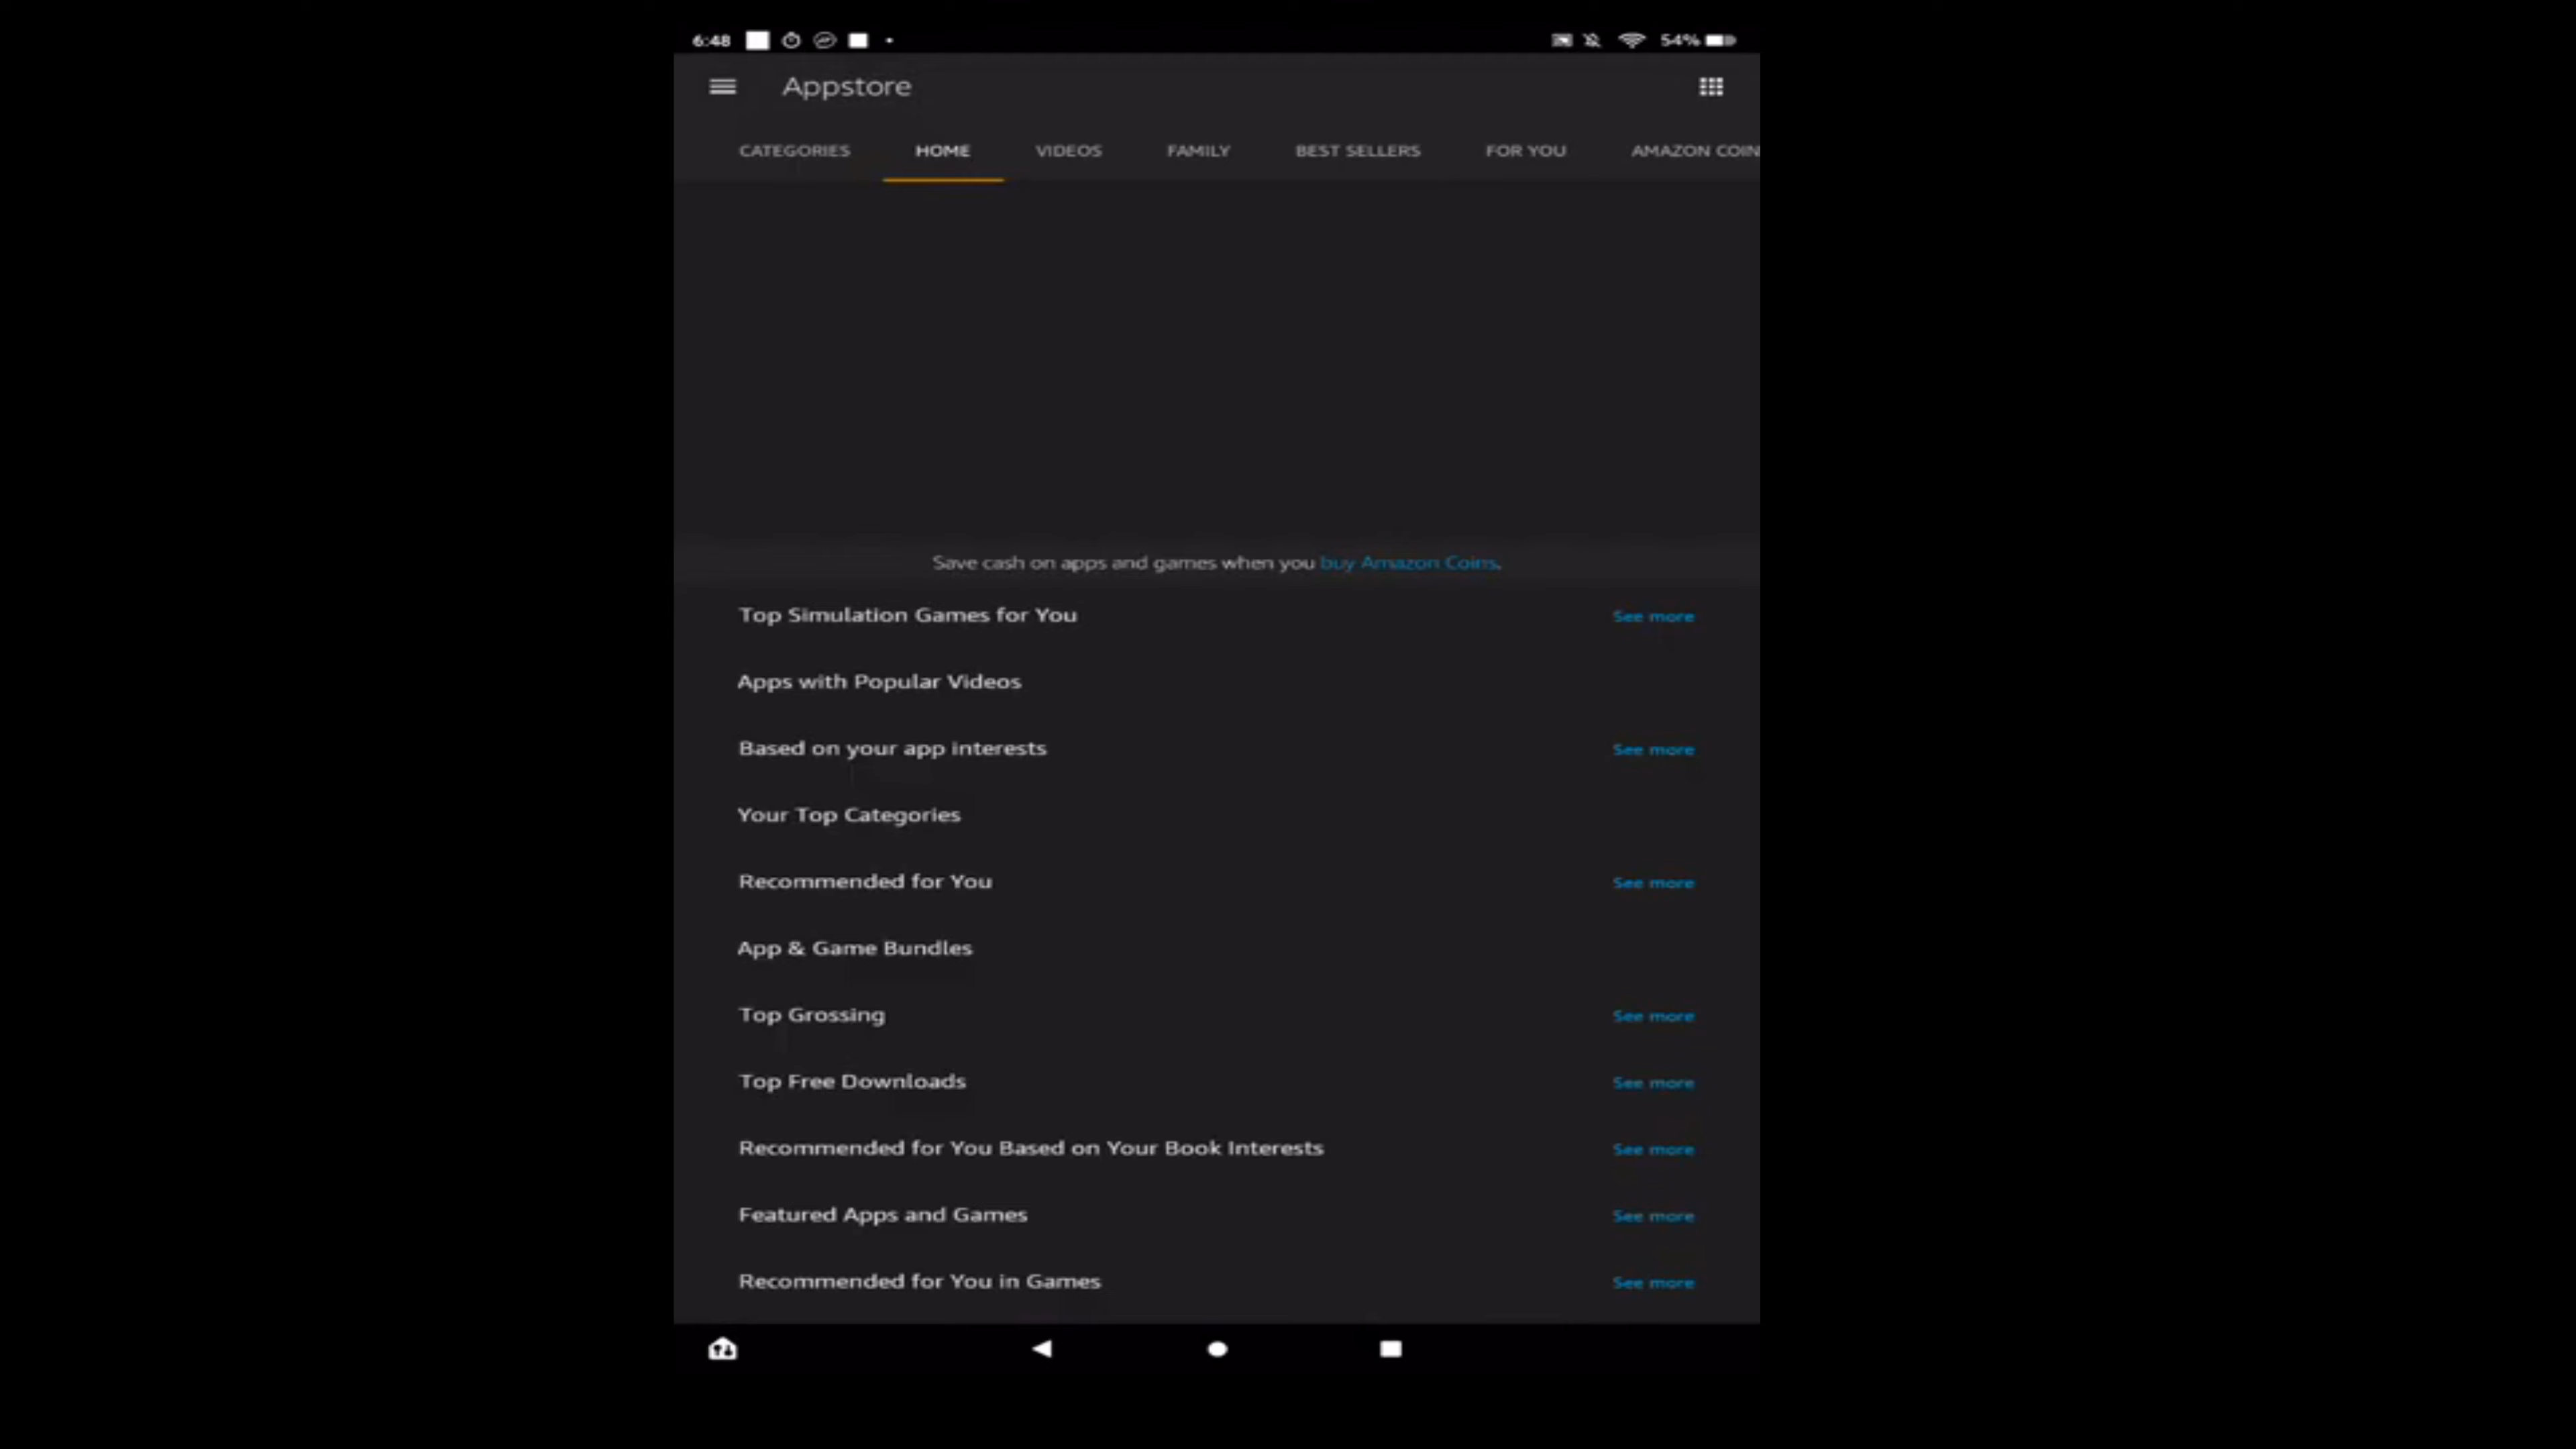 6:48 54%
Appstore
CATEGORIES HOME VIDEOS FAMILY BEST SELLERS FOR YOU AMAZON COIN
Save cash on apps and games when you buy Amazon Coins.
Top Simulation Games for You See more
Apps with Popular Videos
Based on your app interests See more
Your Top Categories
Recommended for You See more
App & Game Bundles
Top Grossing See more
Top Free Downloads See more
Recommended for You Based on Your Book Interests See more
Featured Apps and Games See more
Recommended for You in Games See more